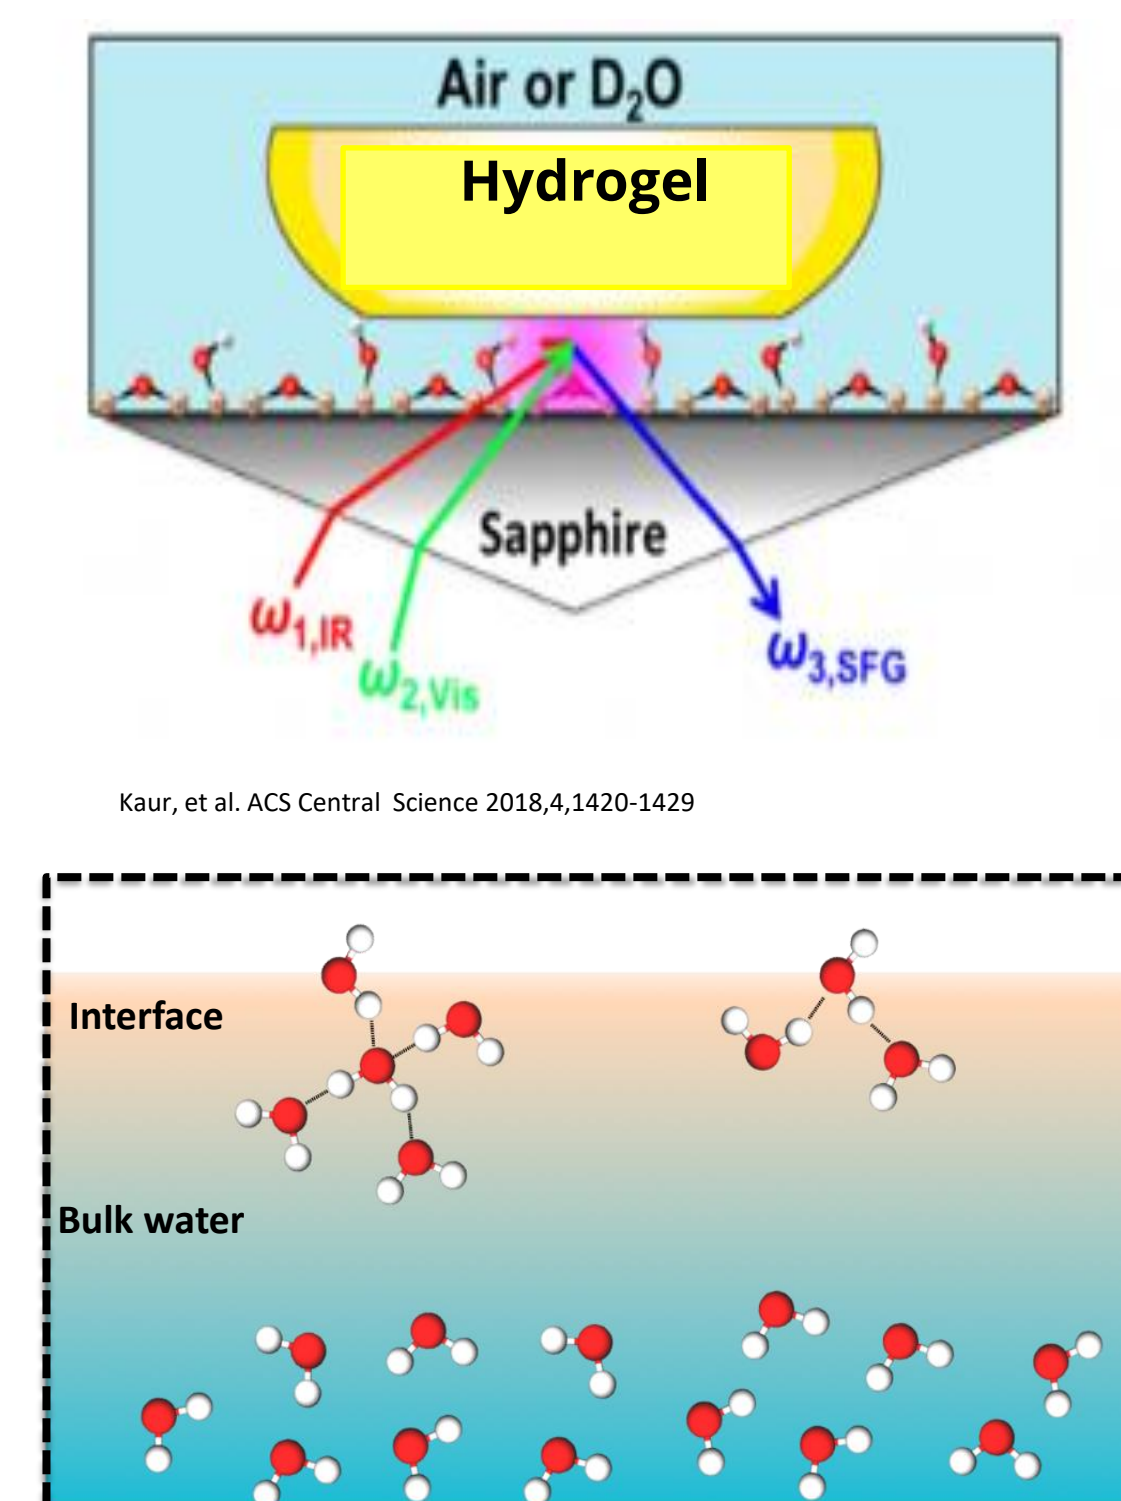 Air or D₂O
Hydrogel
Sapphire
ω₁,IR
ω₂,Vis
ω₃,SFG
Kaur, et al. ACS Central Science 2018,4,1420-1429
Interface
Bulk water